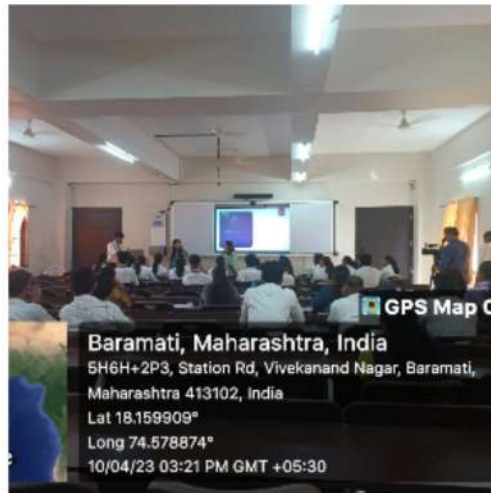 GPS Map C
Baramati, Maharashtra, India
5H6H+2P3, Station Rd, Vivekanand Nagar, Baramati,
Maharashtra 413102, India
Lat 18.159909°
Long 74.578874°
10/04/23 03:21 PM GMT +05:30